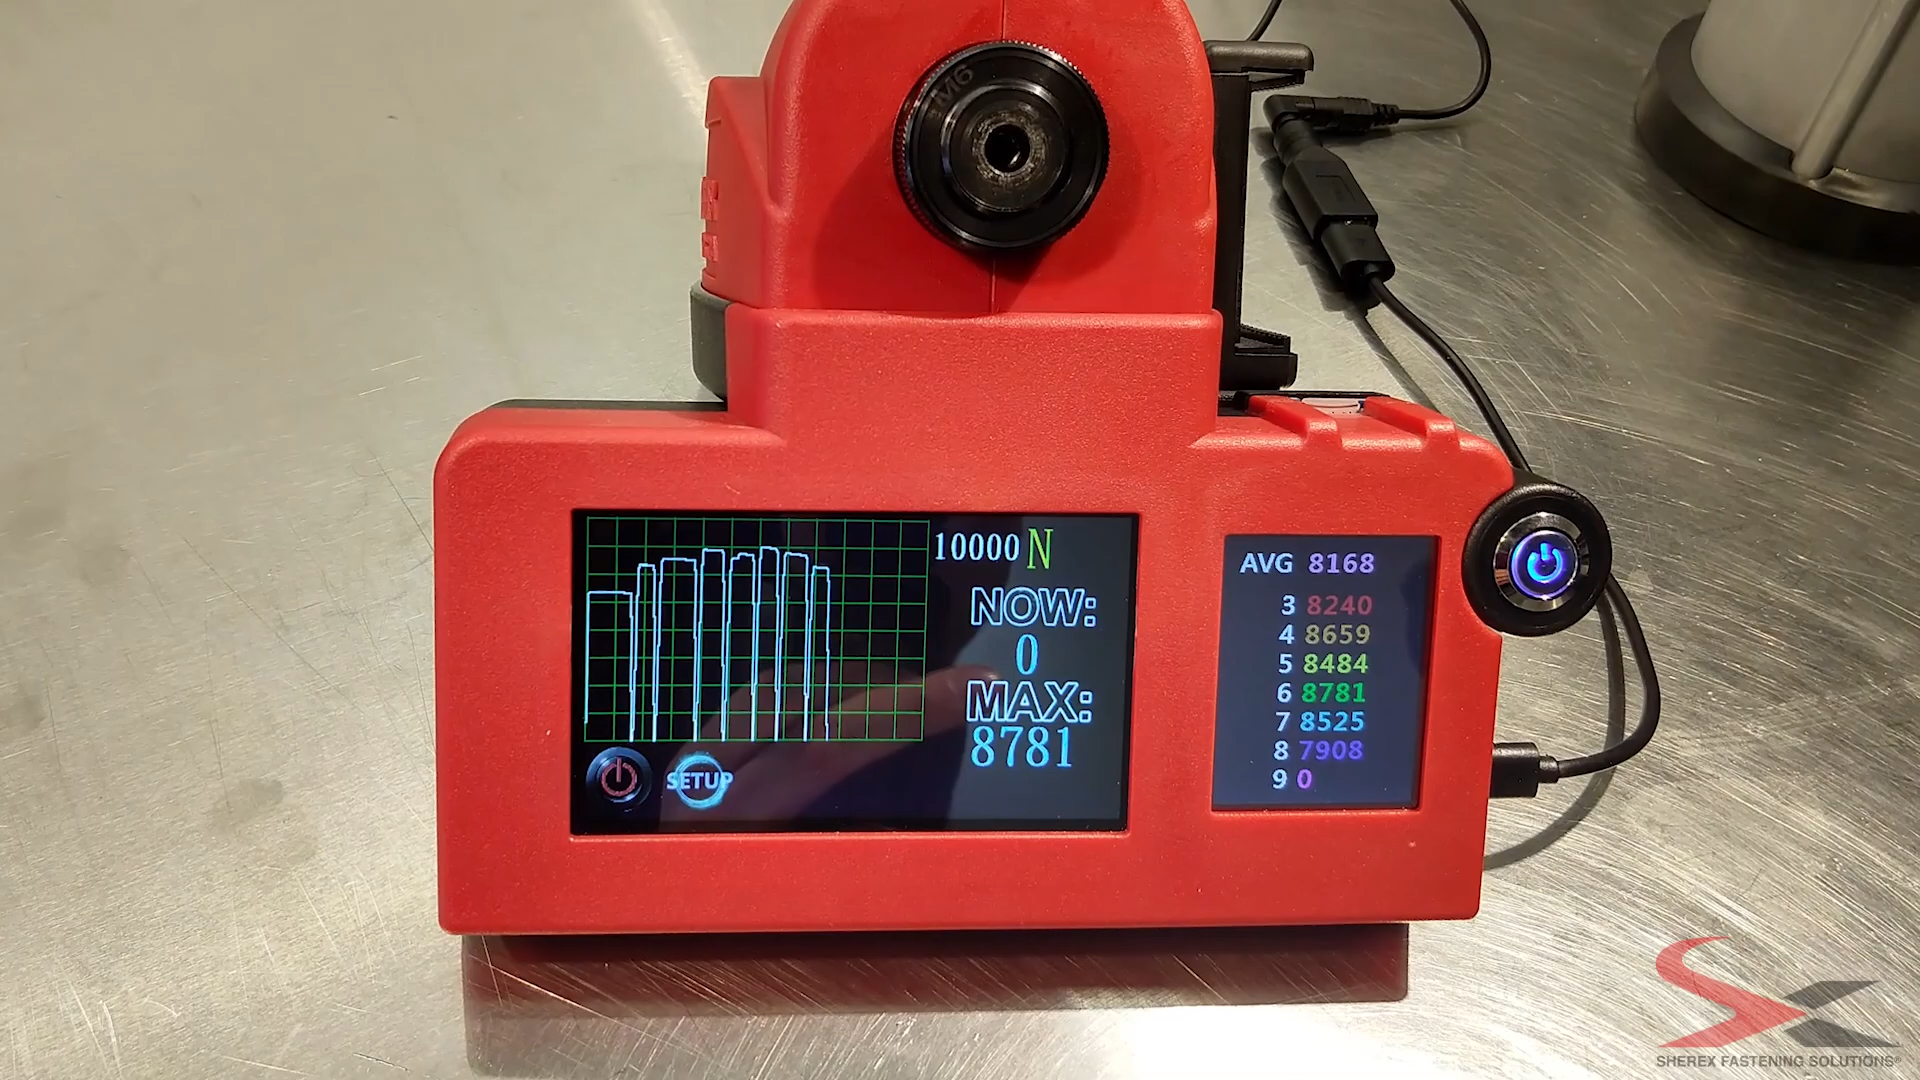 M6
10000 N
NOW:
0
MAX:
8781
SETUP
AVG 8168
3 8240
4 8659
5 8484
6 8781
7 8525
8 7908
9 0
SHEREX FASTENING SOLUTIONS®